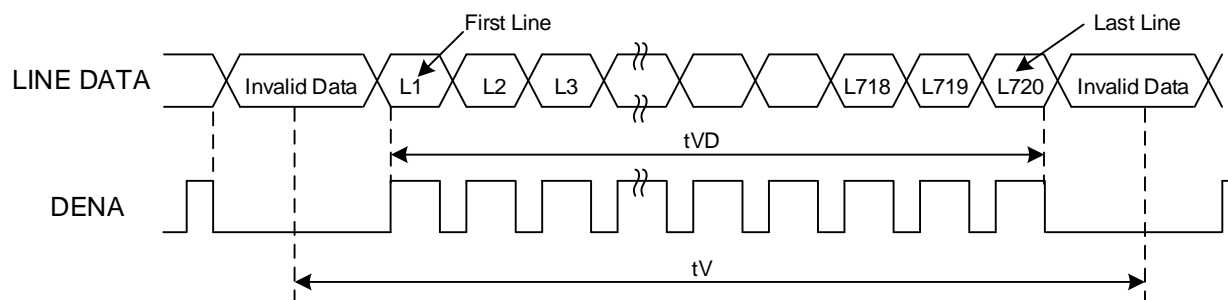 First Line
Last Line
LINE DATA
Invalid Data
L1
L2
L3
L718
L719
L720
Invalid Data
tVD
DENA
tV